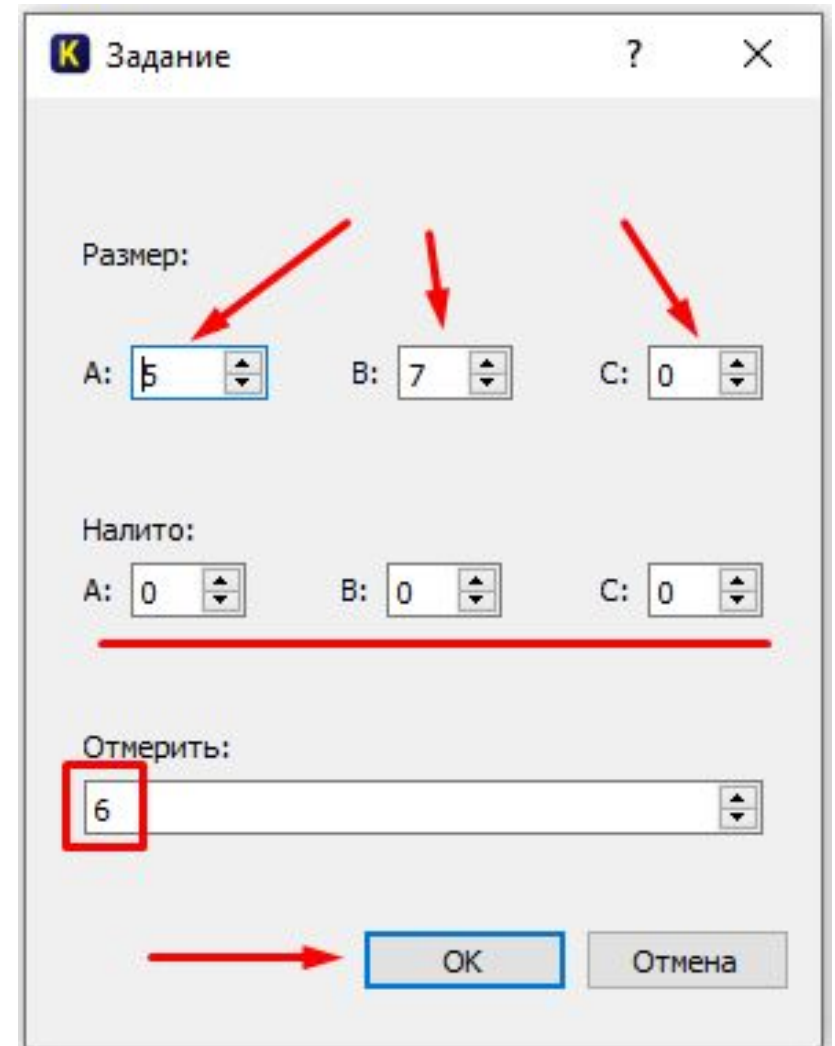 K Задание ? ×
Размер:
A: 5 B: 7 C: 0
Налито:
A: 0 B: 0 C: 0
Отмерить:
6
OK Отмена